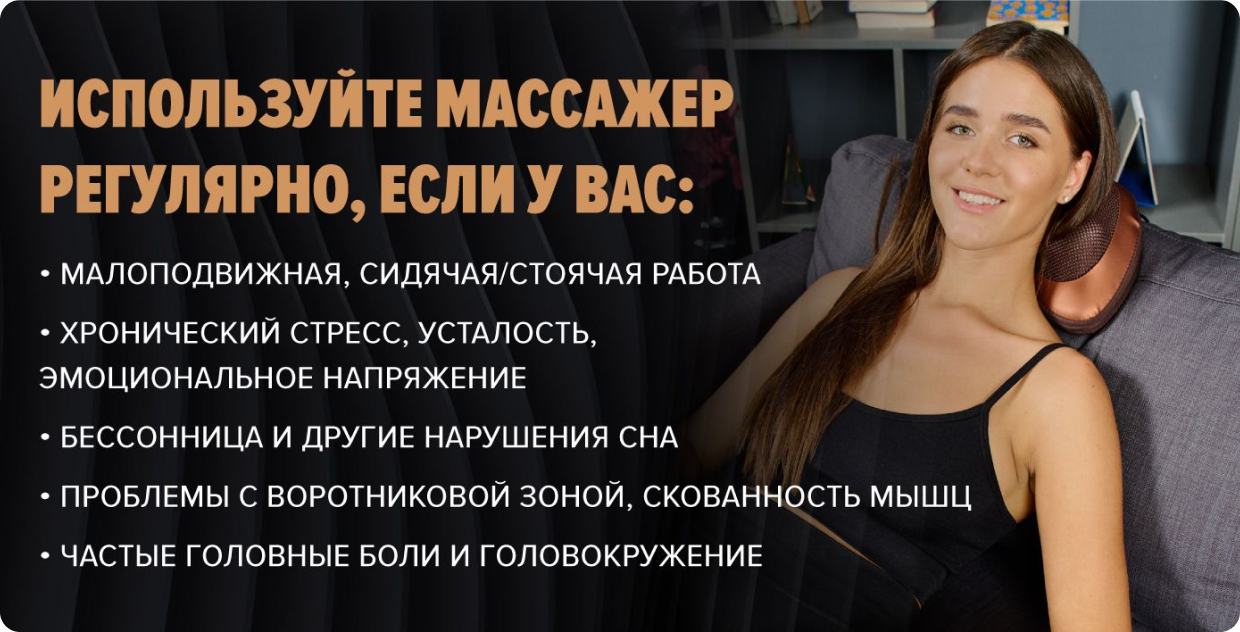 ИСПОЛЬЗУЙТЕ МАССАЖЕР
РЕГУЛЯРНО, ЕСЛИ У ВАС:
• МАЛОПОДВИЖНАЯ, СИДЯЧАЯ/СТОЯЧАЯ РАБОТА
• ХРОНИЧЕСКИЙ СТРЕСС, УСТАЛОСТЬ,
ЭМОЦИОНАЛЬНОЕ НАПРЯЖЕНИЕ
• БЕССОННИЦА И ДРУГИЕ НАРУШЕНИЯ СНА
• ПРОБЛЕМЫ С ВОРОТНИКОВОЙ ЗОНОЙ, СКОВАННОСТЬ МЫШЦ
• ЧАСТЫЕ ГОЛОВНЫЕ БОЛИ И ГОЛОВОКРУЖЕНИЕ